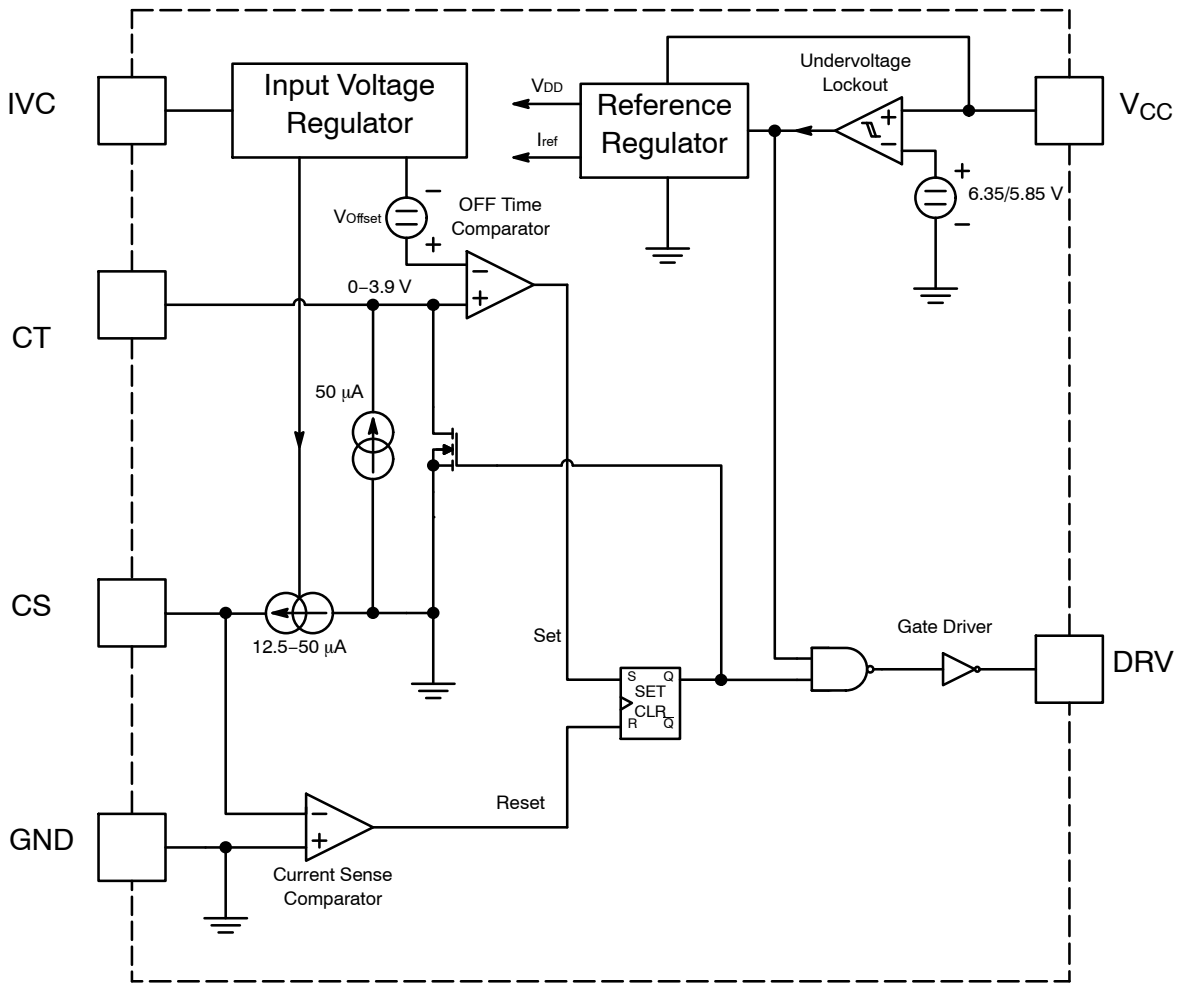 IVC
Input Voltage
Regulator
VDD
Iref
Reference
Regulator
Undervoltage
Lockout
+
−
VCC
+
6.35/5.85 V
−
−
VOffset
+
OFF Time
Comparator
−
+
CT
0−3.9 V
50 μA
CS
12.5−50 μA
Set
Gate Driver
DRV
S Q
SET
CLR
R Q̅
Reset
GND
−
+
Current Sense
Comparator